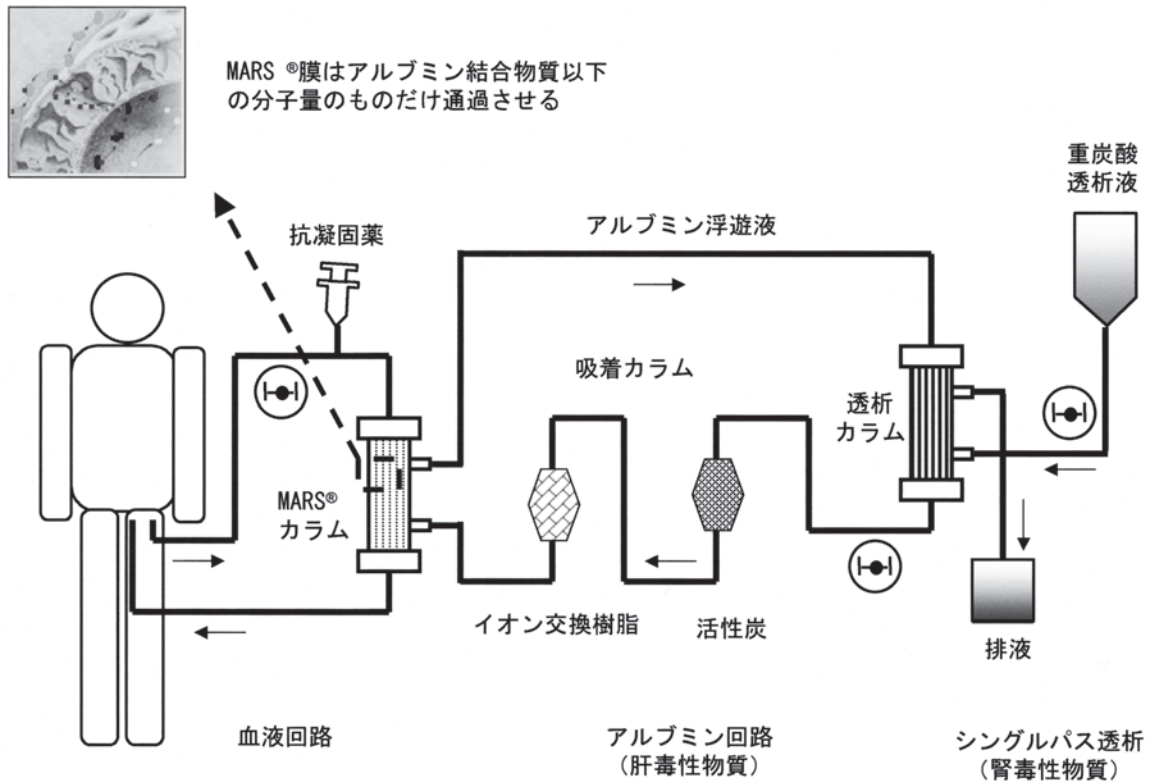 MARS ®膜はアルブミン結合物質以下
の分子量のものだけ通過させる
重炭酸
透析液
抗凝固薬
アルブミン浮遊液
吸着カラム
透析
カラム
MARS®
カラム
イオン交換樹脂
活性炭
排液
血液回路
アルブミン回路
（肝毒性物質）
シングルパス透析
（腎毒性物質）